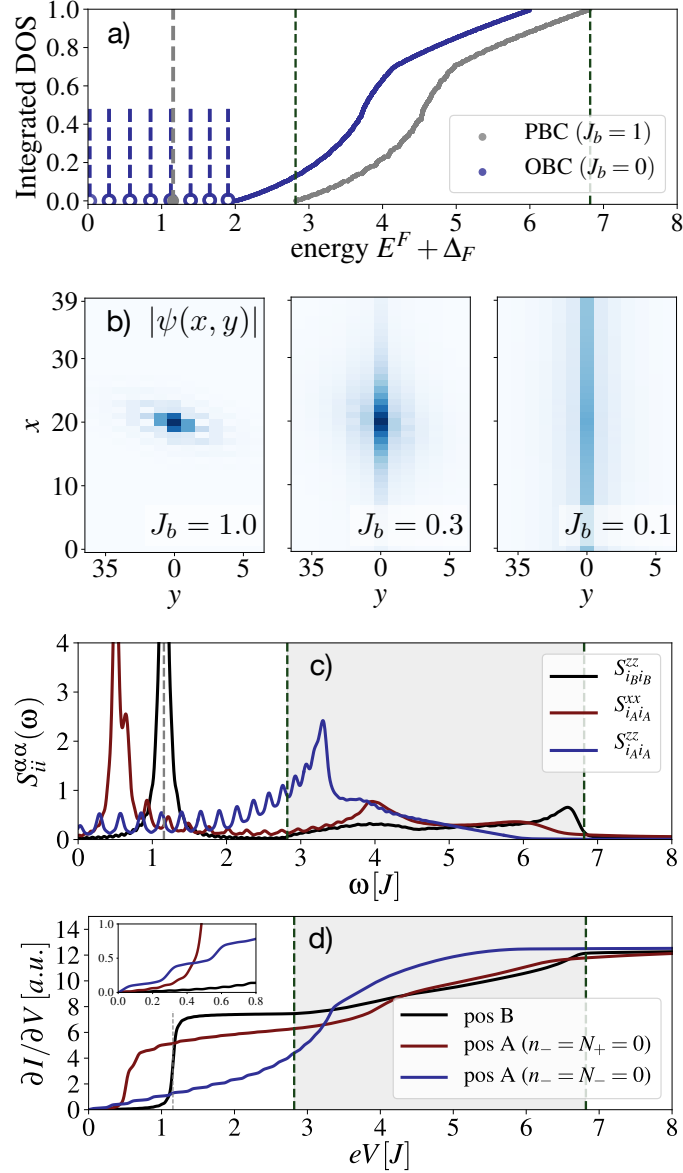 a)
Integrated DOS
1.0
0.8
0.6
0.4
0.2
0.0
PBC (J_b = 1)
OBC (J_b = 0)
0 1 2 3 4 5 6 7 8
energy E^F + Δ_F
b) |ψ(x, y)|
x
39
30
20
10
0
J_b = 1.0
J_b = 0.3
J_b = 0.1
35 0 5
0 5
35 0 5
y
y
y
c)
S_{ii}^{αα}(ω)
4
3
2
1
0
S_{i_B i_B}^{zz}
S_{i_A i_A}^{xx}
S_{i_A i_A}^{zz}
0 1 2 3 4 5 6 7 8
ω[J]
d)
∂I/∂V [a.u.]
14
12
10
8
6
4
2
0
1.0
0.5
0.0
0.0 0.2 0.4 0.6 0.8
pos B
pos A (n_− = N_+ = 0)
pos A (n_− = N_− = 0)
0 1 2 3 4 5 6 7 8
eV[J]